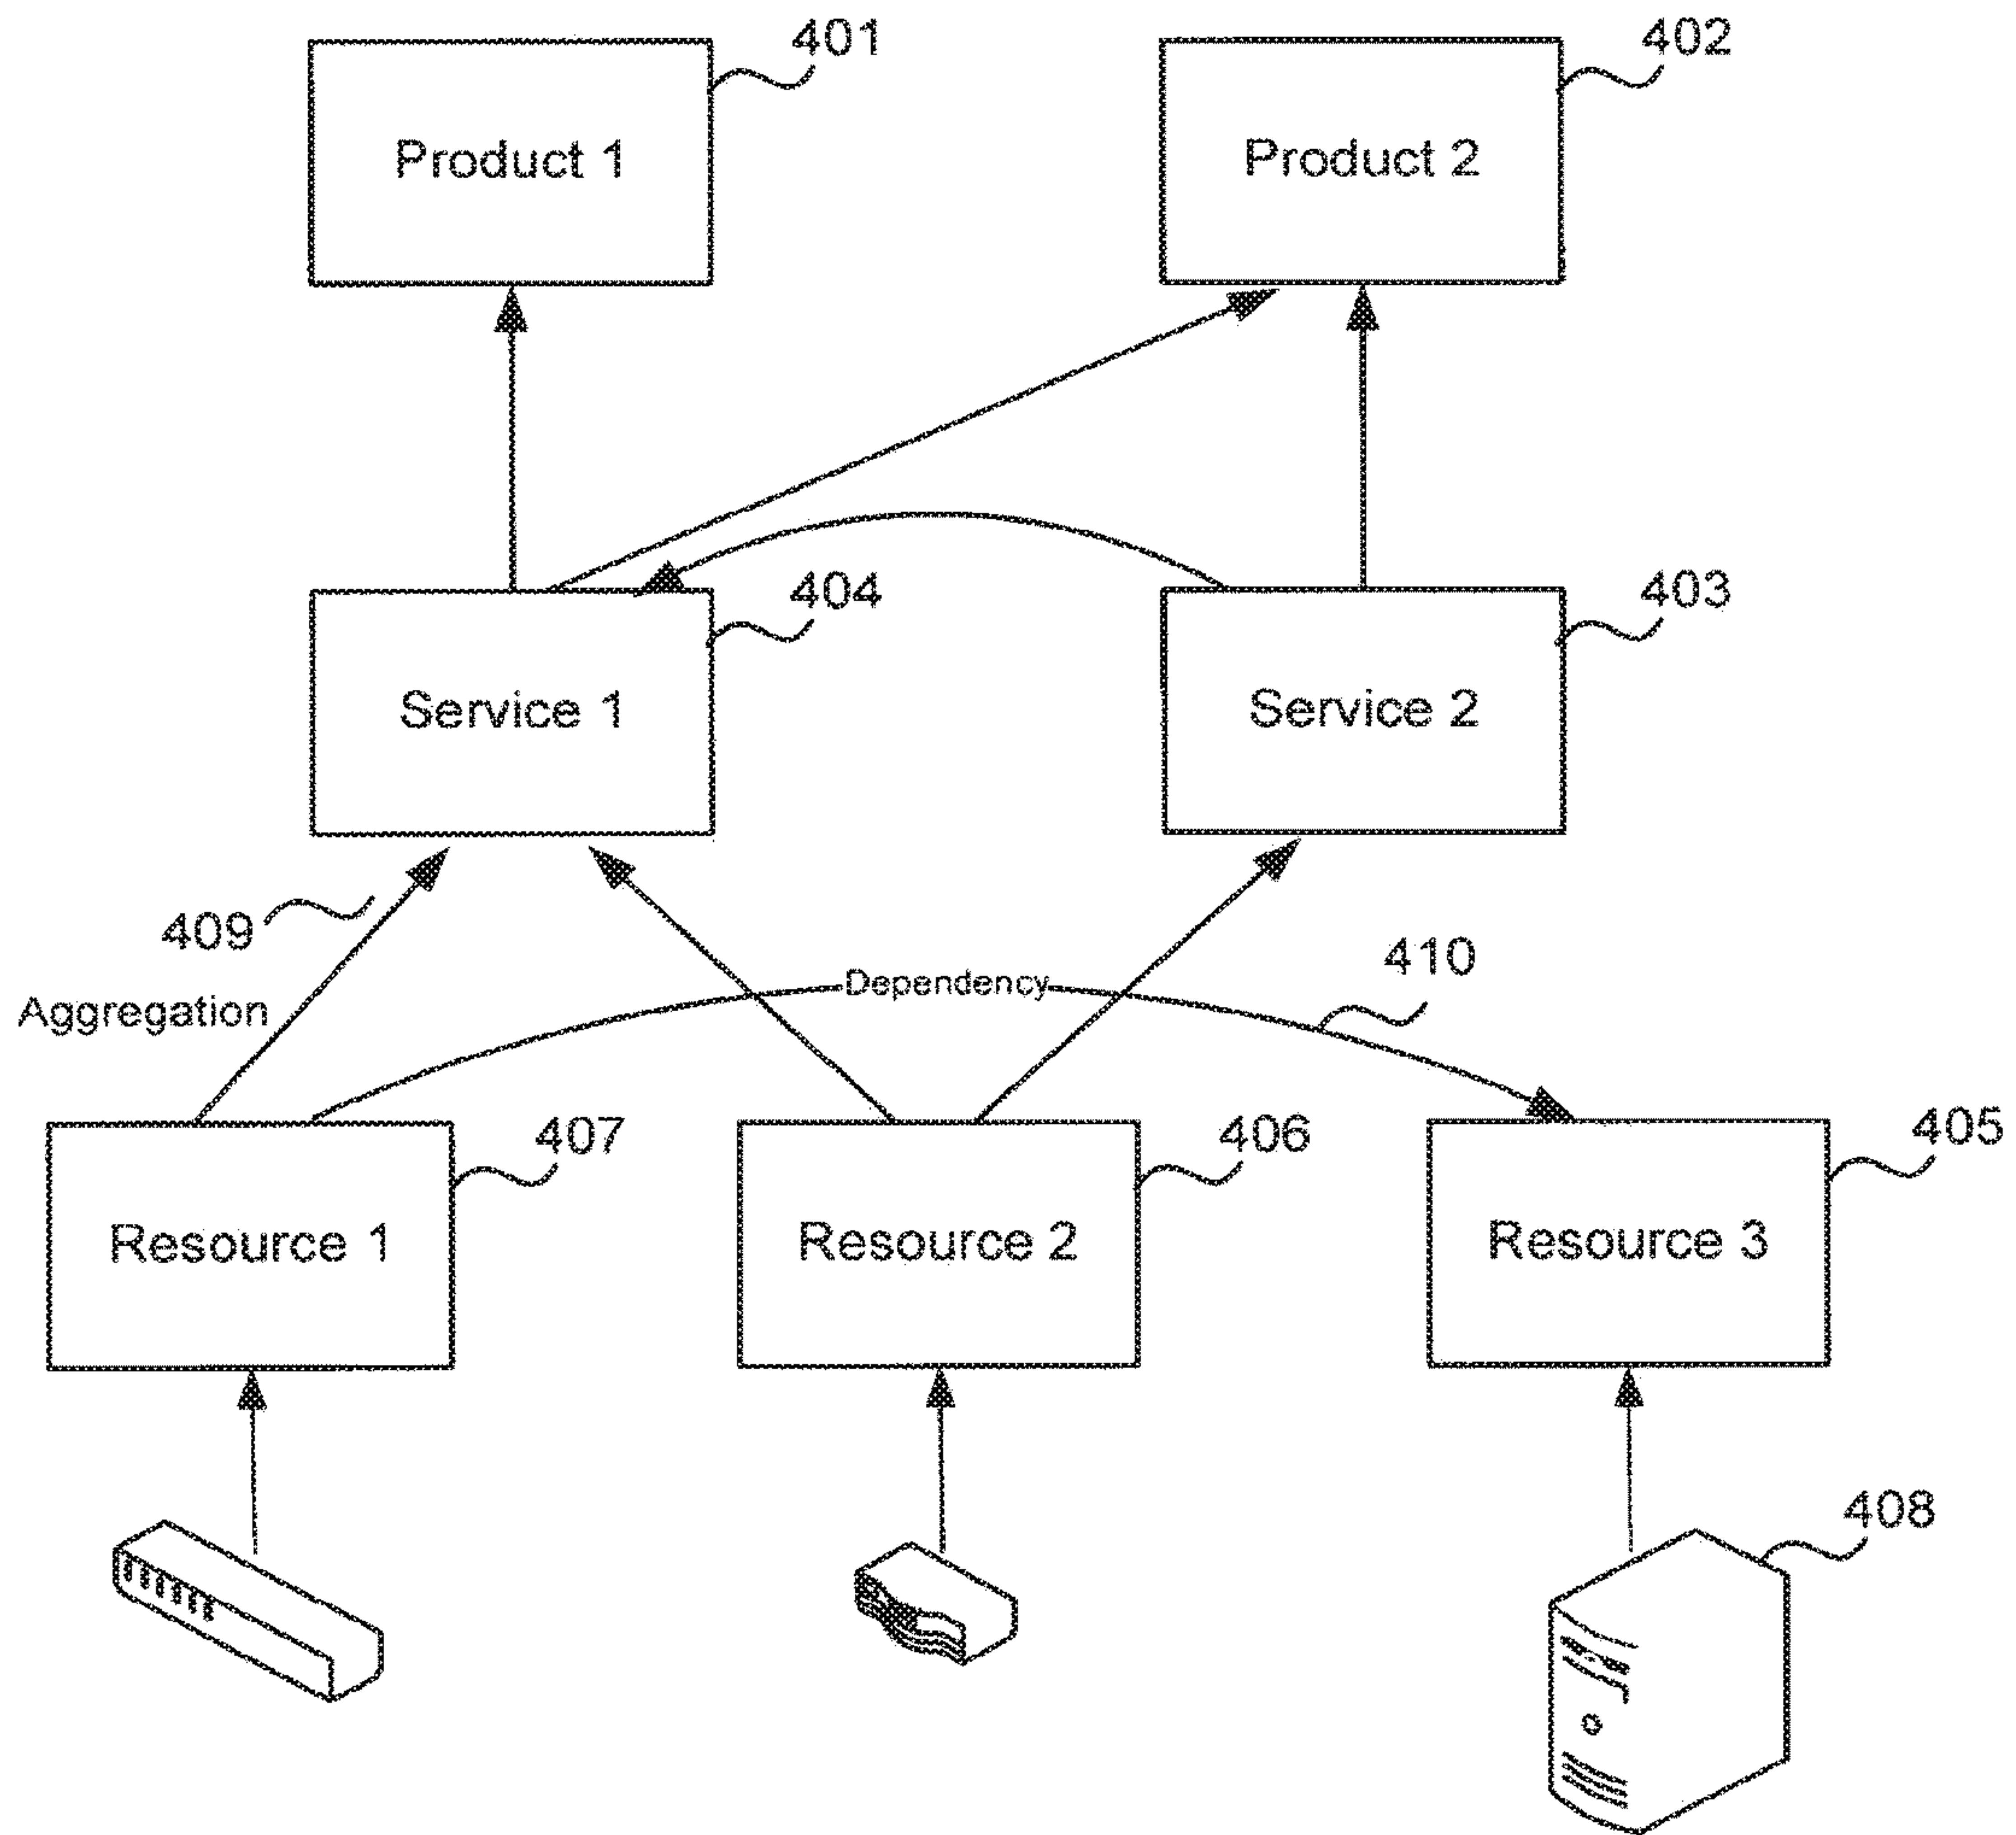 401
402
Product 1
Product 2
404
403
Service 1
Service 2
409
410
Dependency
Aggregation
407
406
405
Resource 1
Resource 2
Resource 3
408